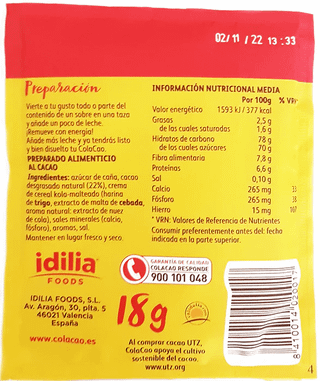 02/11 / 22 13:33
Preparación
Vierte a tu gusto todo o parte del
contenido de un sobre en una taza
y añade un poco de leche.
¡Remueve con energía!
Añade más leche y ya tendrás listo
y bien disuelto tu ColaCao.
PREPARADO ALIMENTICIO
AL CACAO
Ingredientes: azúcar de caña, cacao
desgrasado natural (22%), crema
de cereal kola-malteado (harina
de trigo, extracto de malta de cebada,
aroma natural: extracto de nuez
de cola), sales minerales (calcio,
fósforo), aromas, sal.
Mantener en lugar fresco y seco.
INFORMACIÓN NUTRICIONAL MEDIA
Por 100g % VRN*
Valor energético 1593 kJ / 377 kcal
Grasas 2,5 g
de las cuales saturadas 1,6 g
Hidratos de carbono 78 g
de los cuales azúcares 70 g
Fibra alimentaria 7,8 g
Proteínas 6,6 g
Sal 0,10 g
Calcio 265 mg 33
Fósforo 265 mg 38
Hierro 15 mg 107
* VRN: Valores de Referencia de Nutrientes
Consumir preferentemente antes del: fecha
indicada en la parte superior.
idilia
FOODS
IDILIA FOODS, S.L.
Av. Aragón, 30, plta. 5
46021 Valencia
España
www.colacao.es
GARANTÍA DE CALIDAD
COLACAO RESPONDE
900 101 048
18g
Al comprar cacao UTZ,
ColaCao apoya el cultivo
sostenible del cacao.
www.utz.org
4